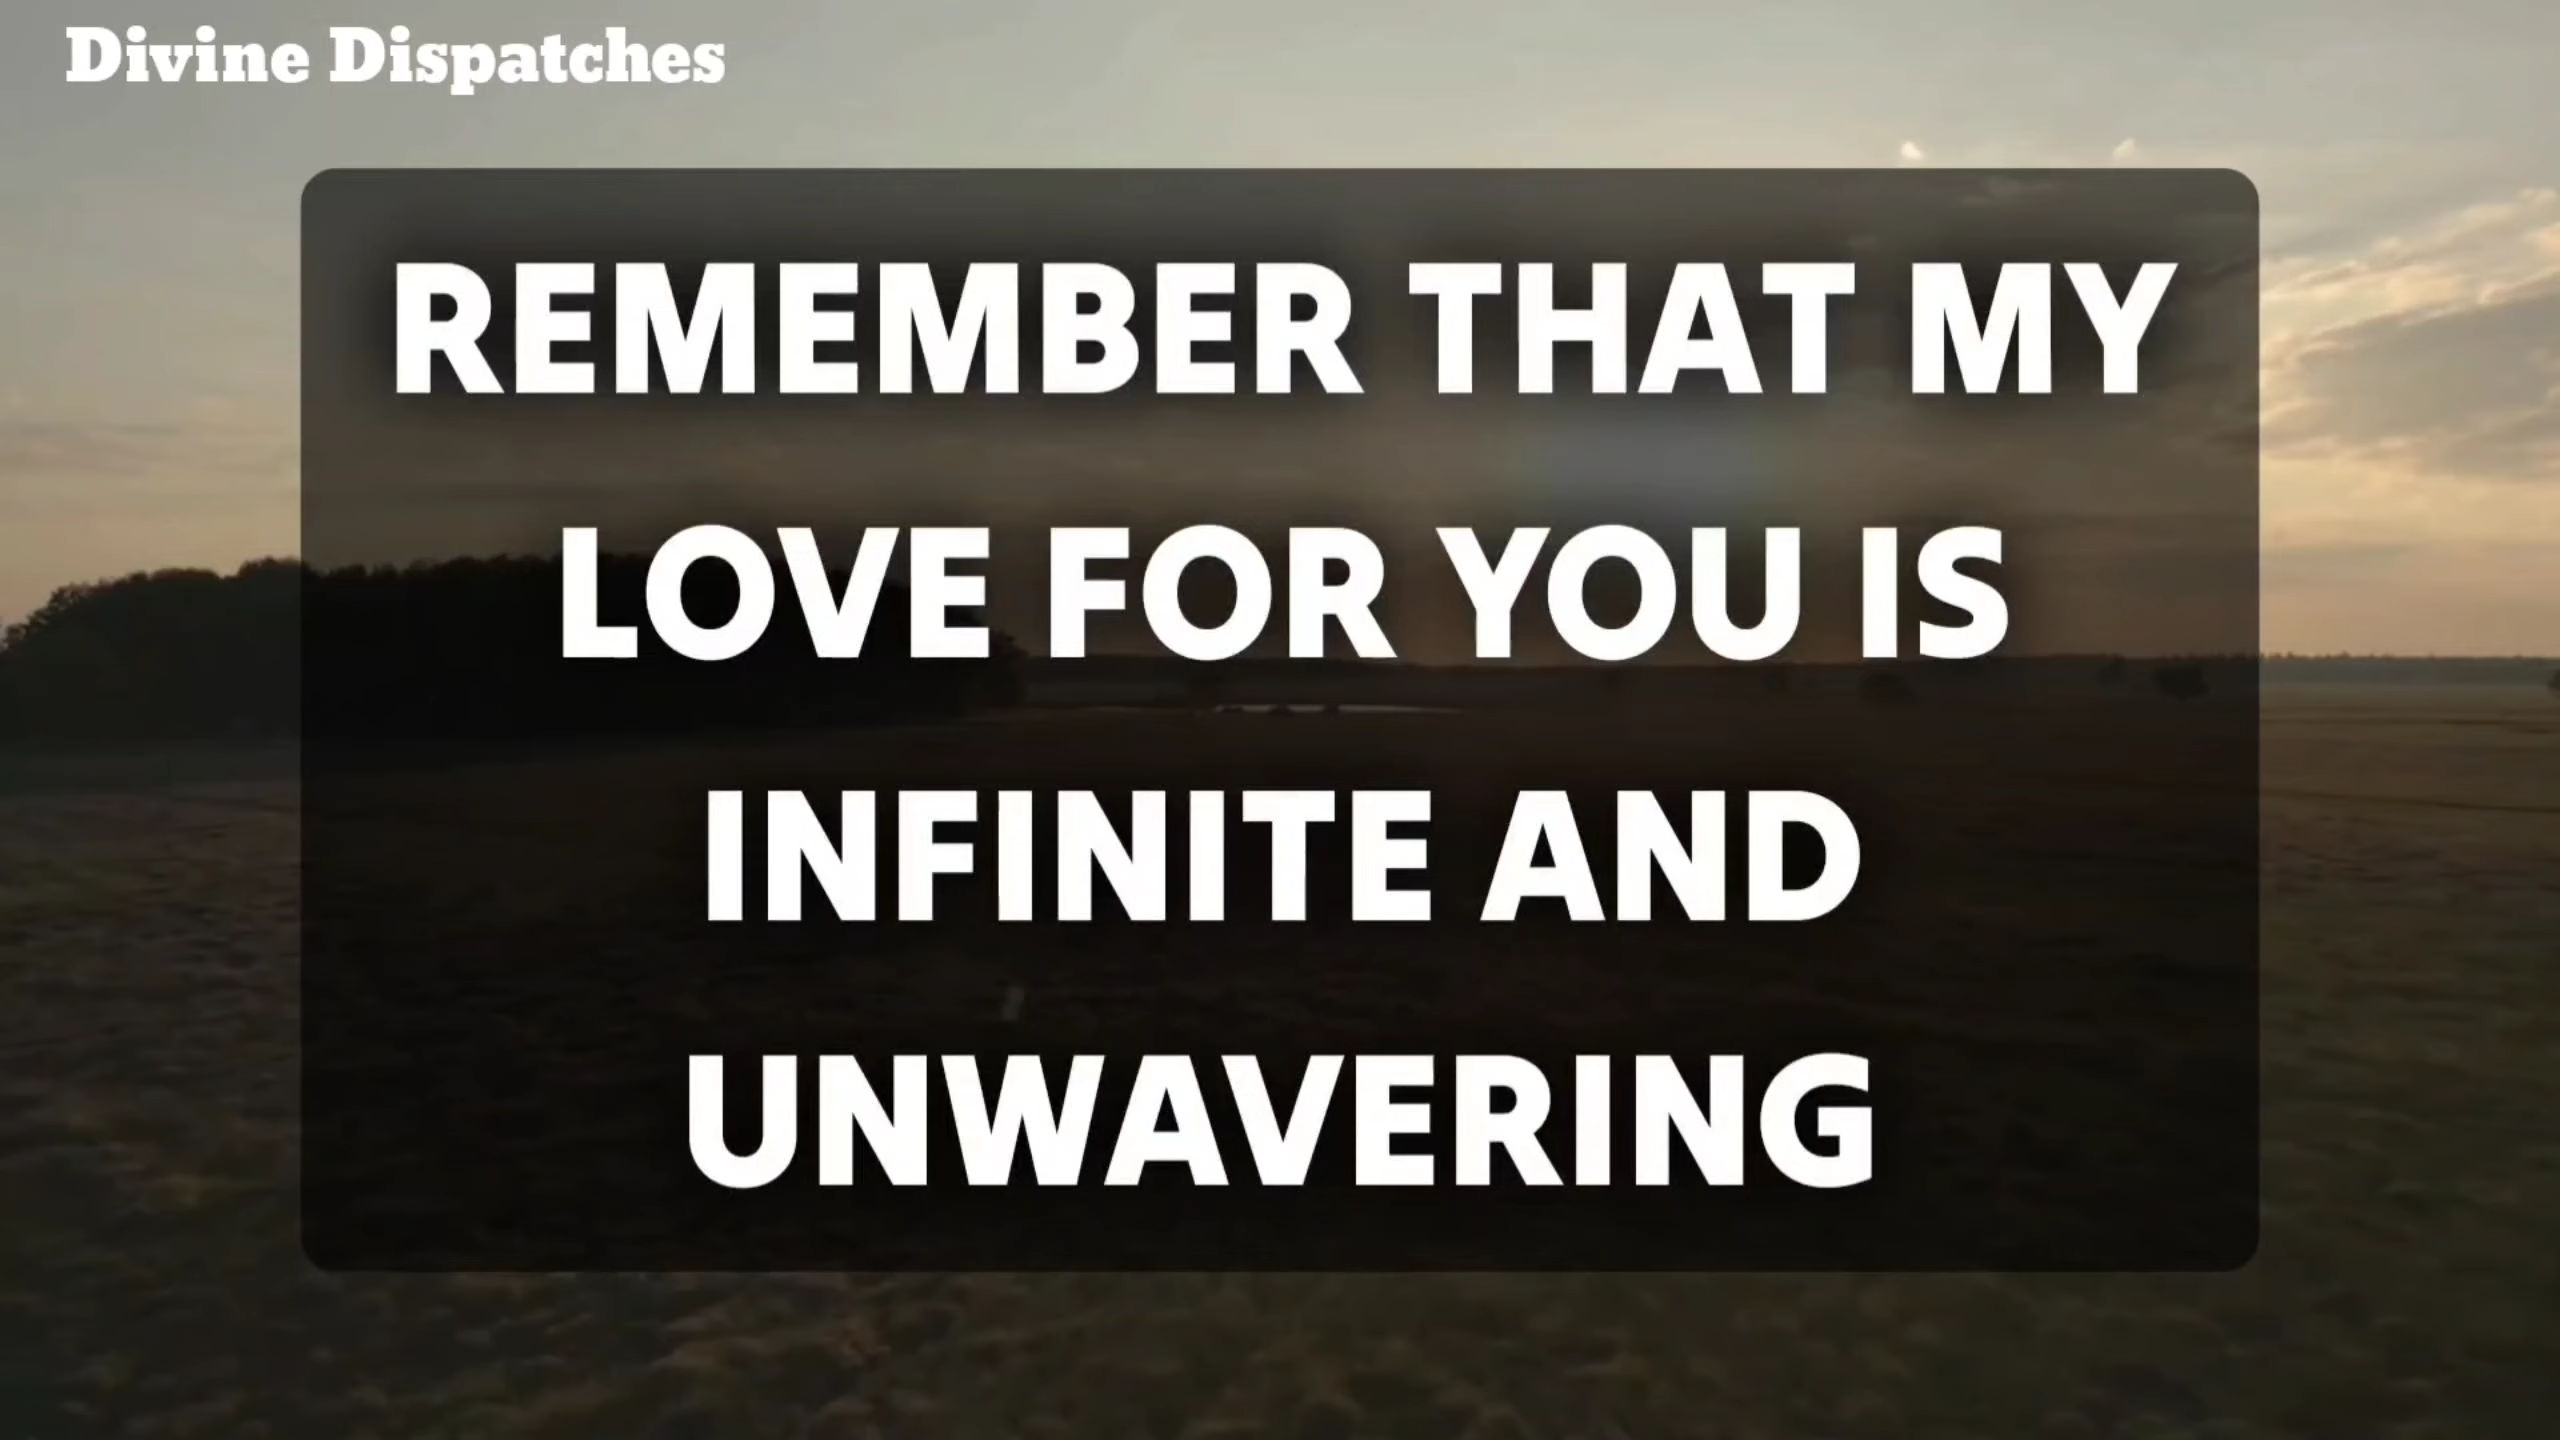 Divine Dispatches
REMEMBER THAT MY
LOVE FOR YOU IS
INFINITE AND
UNWAVERING